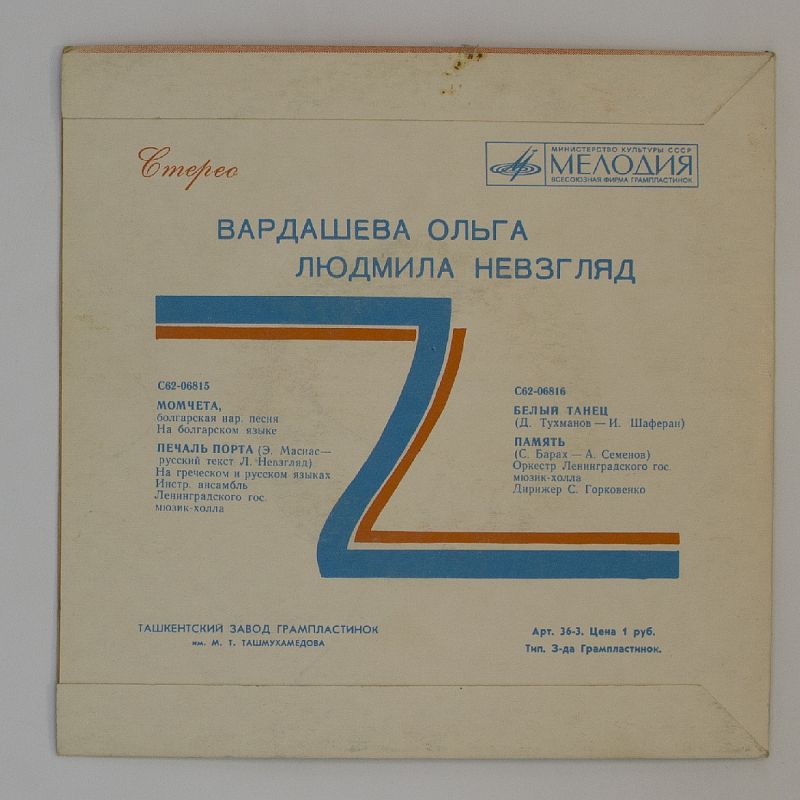 Стерео
МИНИСТЕРСТВО КУЛЬТУРЫ СССР
МЕЛОДИЯ
ВСЕСОЮЗНАЯ ФИРМА ГРАМПЛАСТИНОК
ВАРДАШЕВА ОЛЬГА
ЛЮДМИЛА НЕВЗГЛЯД
С62-06815
МОМЧЕТА,
болгарская нар. песня
На болгарском языке
ПЕЧАЛЬ ПОРТА (Э. Маснас—
русский текст Л. Невзгляд)
На греческом и русском языках
Инстр. ансамбль
Ленинградского гос.
мюзик-холла
С62-06816
БЕЛЫЙ ТАНЕЦ
(Д. Тухманов — И. Шаферан)
ПАМЯТЬ
(С. Барах — А. Семенов)
Оркестр Ленинградского гос.
мюзик-холла
Дирижер С. Горковенко
ТАШКЕНТСКИЙ ЗАВОД ГРАМПЛАСТИНОК
им. М. Т. ТАШМУХАМЕДОВА
Арт. 36-3. Цена 1 руб.
Тип. З-да Грампластинок.